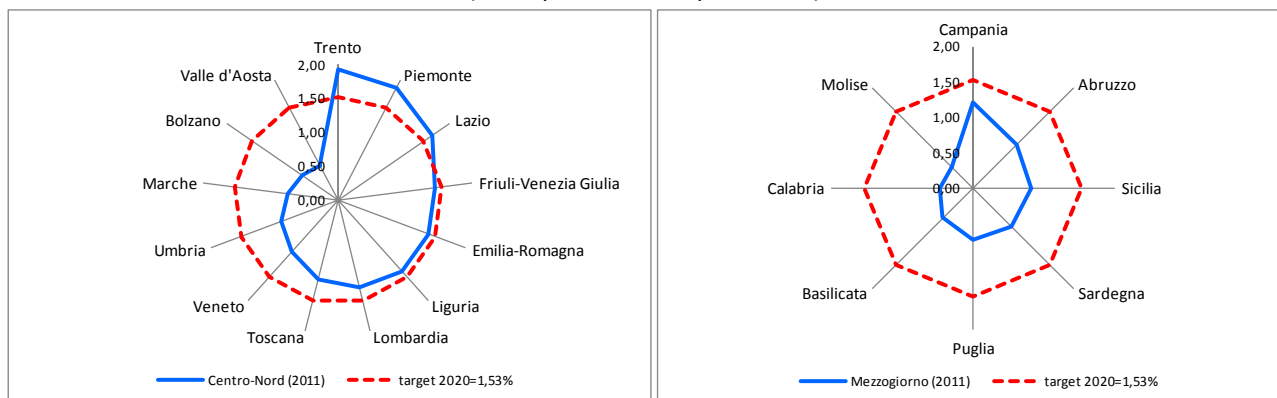 Trento
2,00
Piemonte
Valle d'Aosta
1,50
Bolzano
1,00
Lazio
0,50
Marche
0,00
Friuli-Venezia Giulia
Umbria
Emilia-Romagna
Veneto
Liguria
Toscana
Lombardia
Centro-Nord (2011)
target 2020=1,53%
Campania
2,00
Molise
1,50
Abruzzo
1,00
0,50
Calabria
0,00
Sicilia
Basilicata
Sardegna
Puglia
Mezzogiorno (2011)
target 2020=1,53%